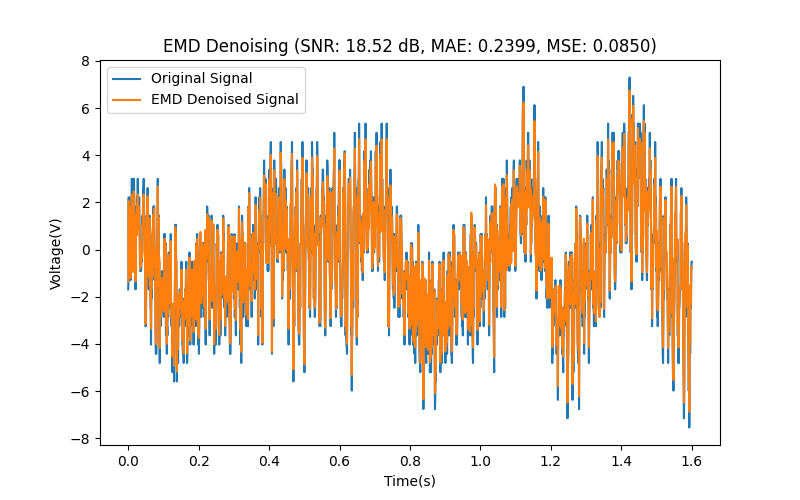 EMD Denoising (SNR: 18.52 dB, MAE: 0.2399, MSE: 0.0850)
Original Signal
EMD Denoised Signal
8
6
4
2
0
−2
−4
−6
−8
Voltage(V)
0.0 0.2 0.4 0.6 0.8 1.0 1.2 1.4 1.6
Time(s)